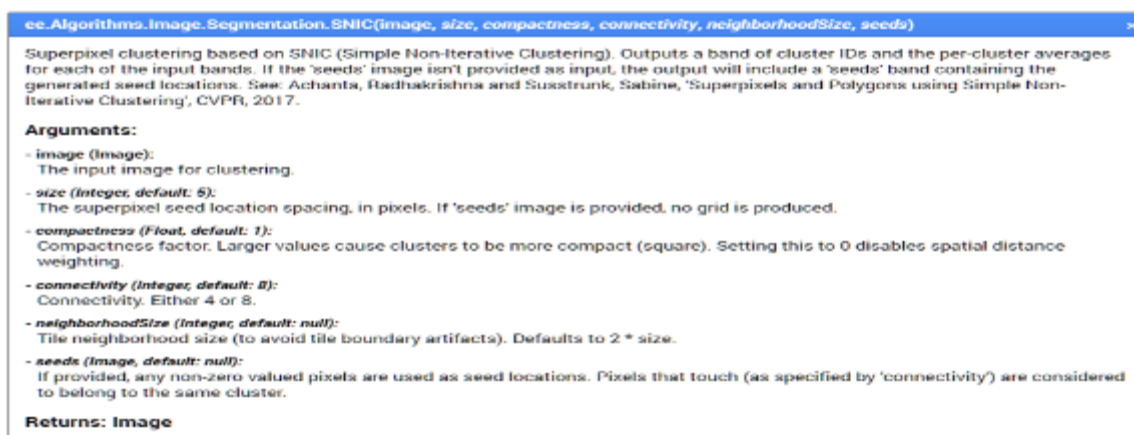 ee.Algorithms.Image.Segmentation.SNIC(image, size, compactness, connectivity, neighborhoodSize, seeds)
Superpixel clustering based on SNIC (Simple Non-Iterative Clustering). Outputs a band of cluster IDs and the per-cluster averages
for each of the input bands. If the 'seeds' image isn't provided as input, the output will include a 'seeds' band containing the
generated seed locations. See: Achanta, Radhakrishna and Susstrunk, Sabine, 'Superpixels and Polygons using Simple Non-
Iterative Clustering', CVPR, 2017.
Arguments:
- image (Image):
The input image for clustering.
- size (Integer, default: 5):
The superpixel seed location spacing, in pixels. If 'seeds' image is provided, no grid is produced.
- compactness (Float, default: 1):
Compactness factor. Larger values cause clusters to be more compact (square). Setting this to 0 disables spatial distance
weighting.
- connectivity (Integer, default: 8):
Connectivity. Either 4 or 8.
- neighborhoodSize (Integer, default: null):
Tile neighborhood size (to avoid tile boundary artifacts). Defaults to 2 * size.
- seeds (Image, default: null):
If provided, any non-zero valued pixels are used as seed locations. Pixels that touch (as specified by 'connectivity') are considered
to belong to the same cluster.
Returns: Image